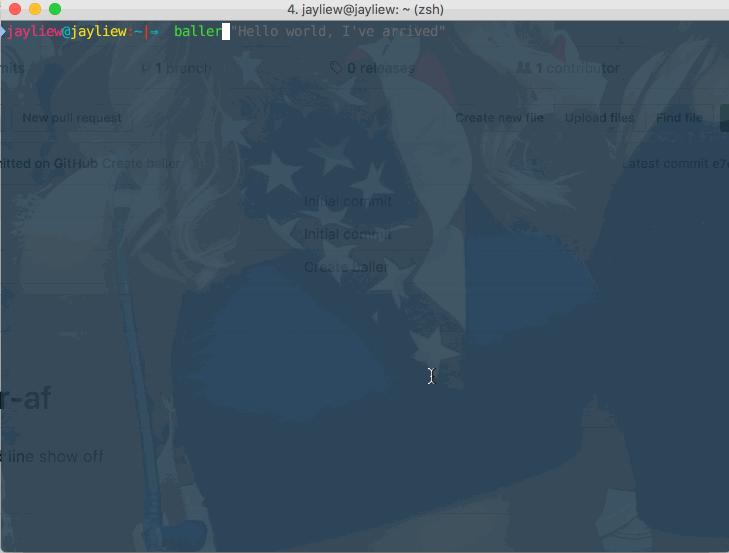 4. jayliew@jayliew: ~ (zsh)
jayliew@jayliew:~|⇒ baller "Hello world, I've arrived"
mits 1 branch 0 releases 1 contributor
New pull request Create new file Upload files Find file
itted on GitHub Create baller Latest commit e7
Initial commit
Initial commit
Create baller
r-af
line show off